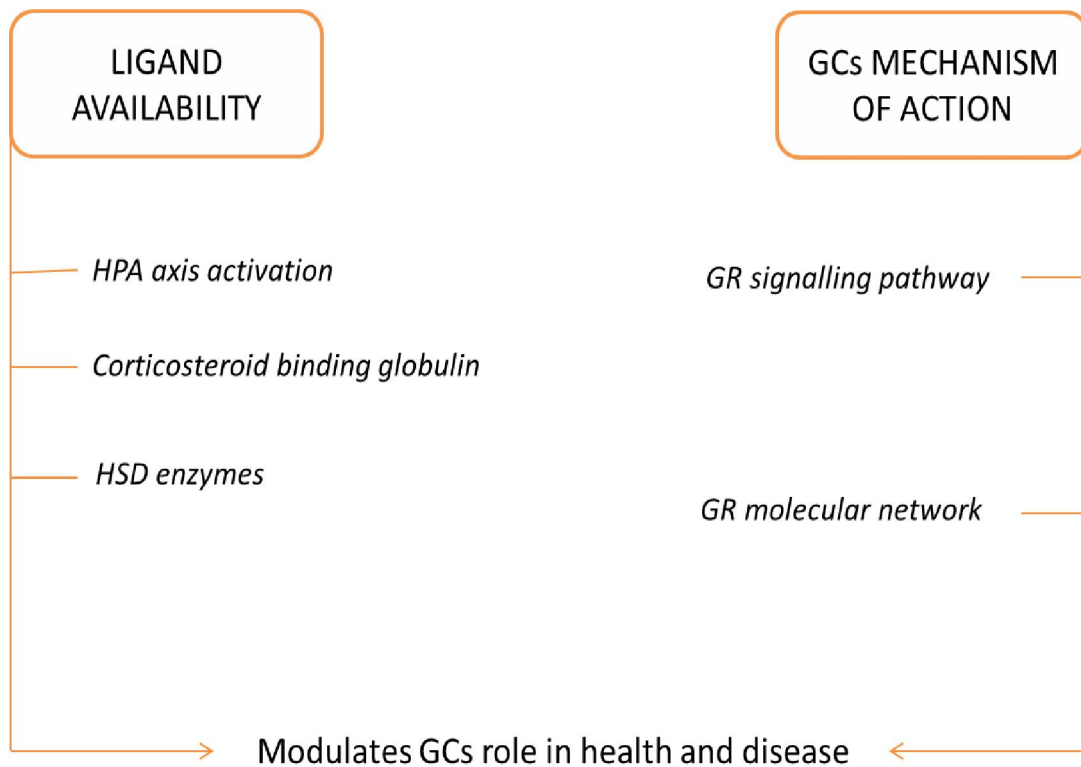 LIGAND
AVAILABILITY
GCs MECHANISM
OF ACTION
HPA axis activation
GR signalling pathway
Corticosteroid binding globulin
HSD enzymes
GR molecular network
Modulates GCs role in health and disease